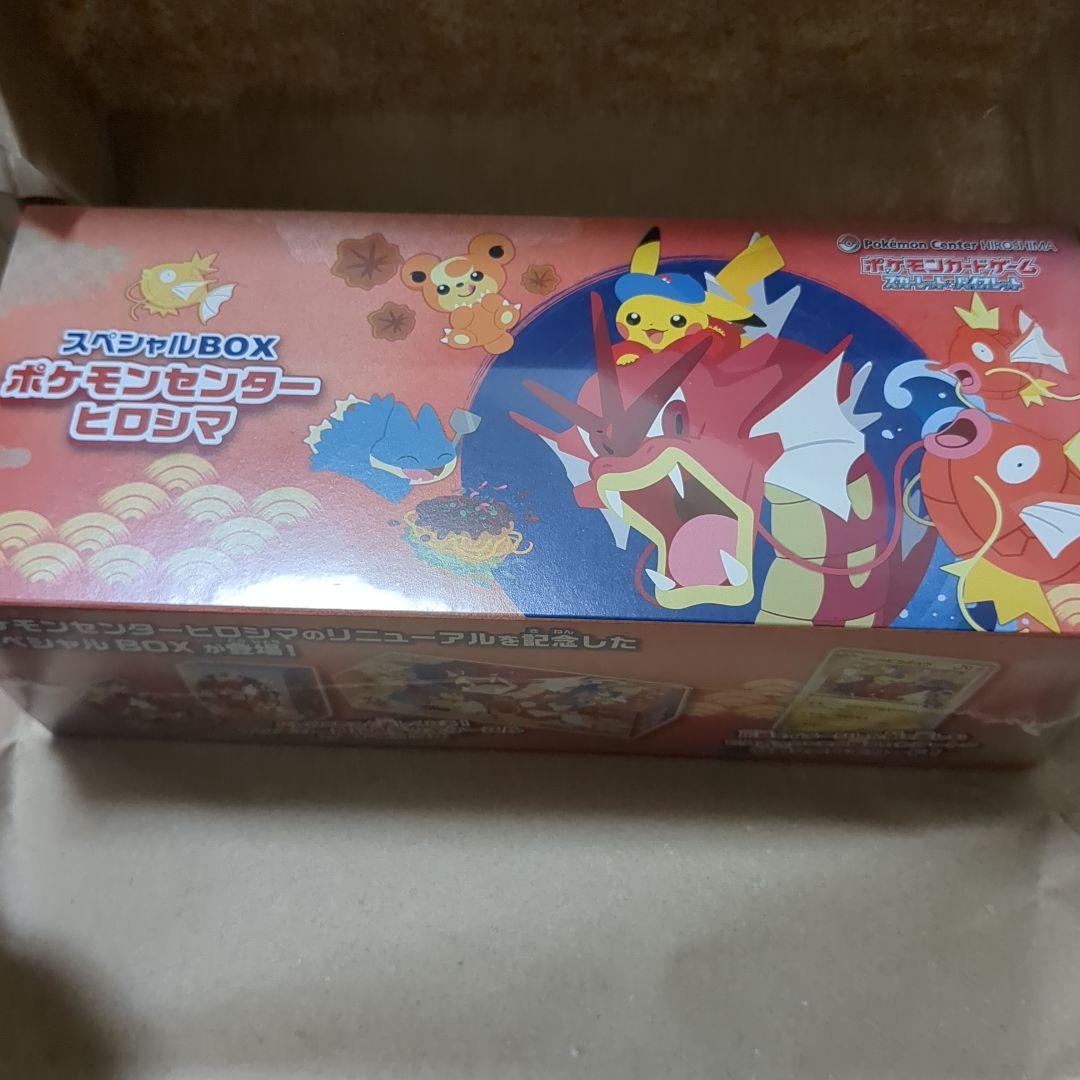 Pokémon Center HIROSHIMA
ポケモンカードゲーム
スカーレット&バイオレット
スペシャルBOX
ポケモンセンター
ヒロシマ
ケモンセンターヒロシマのリニューアルを記念した
ペシャルBOXが登場!